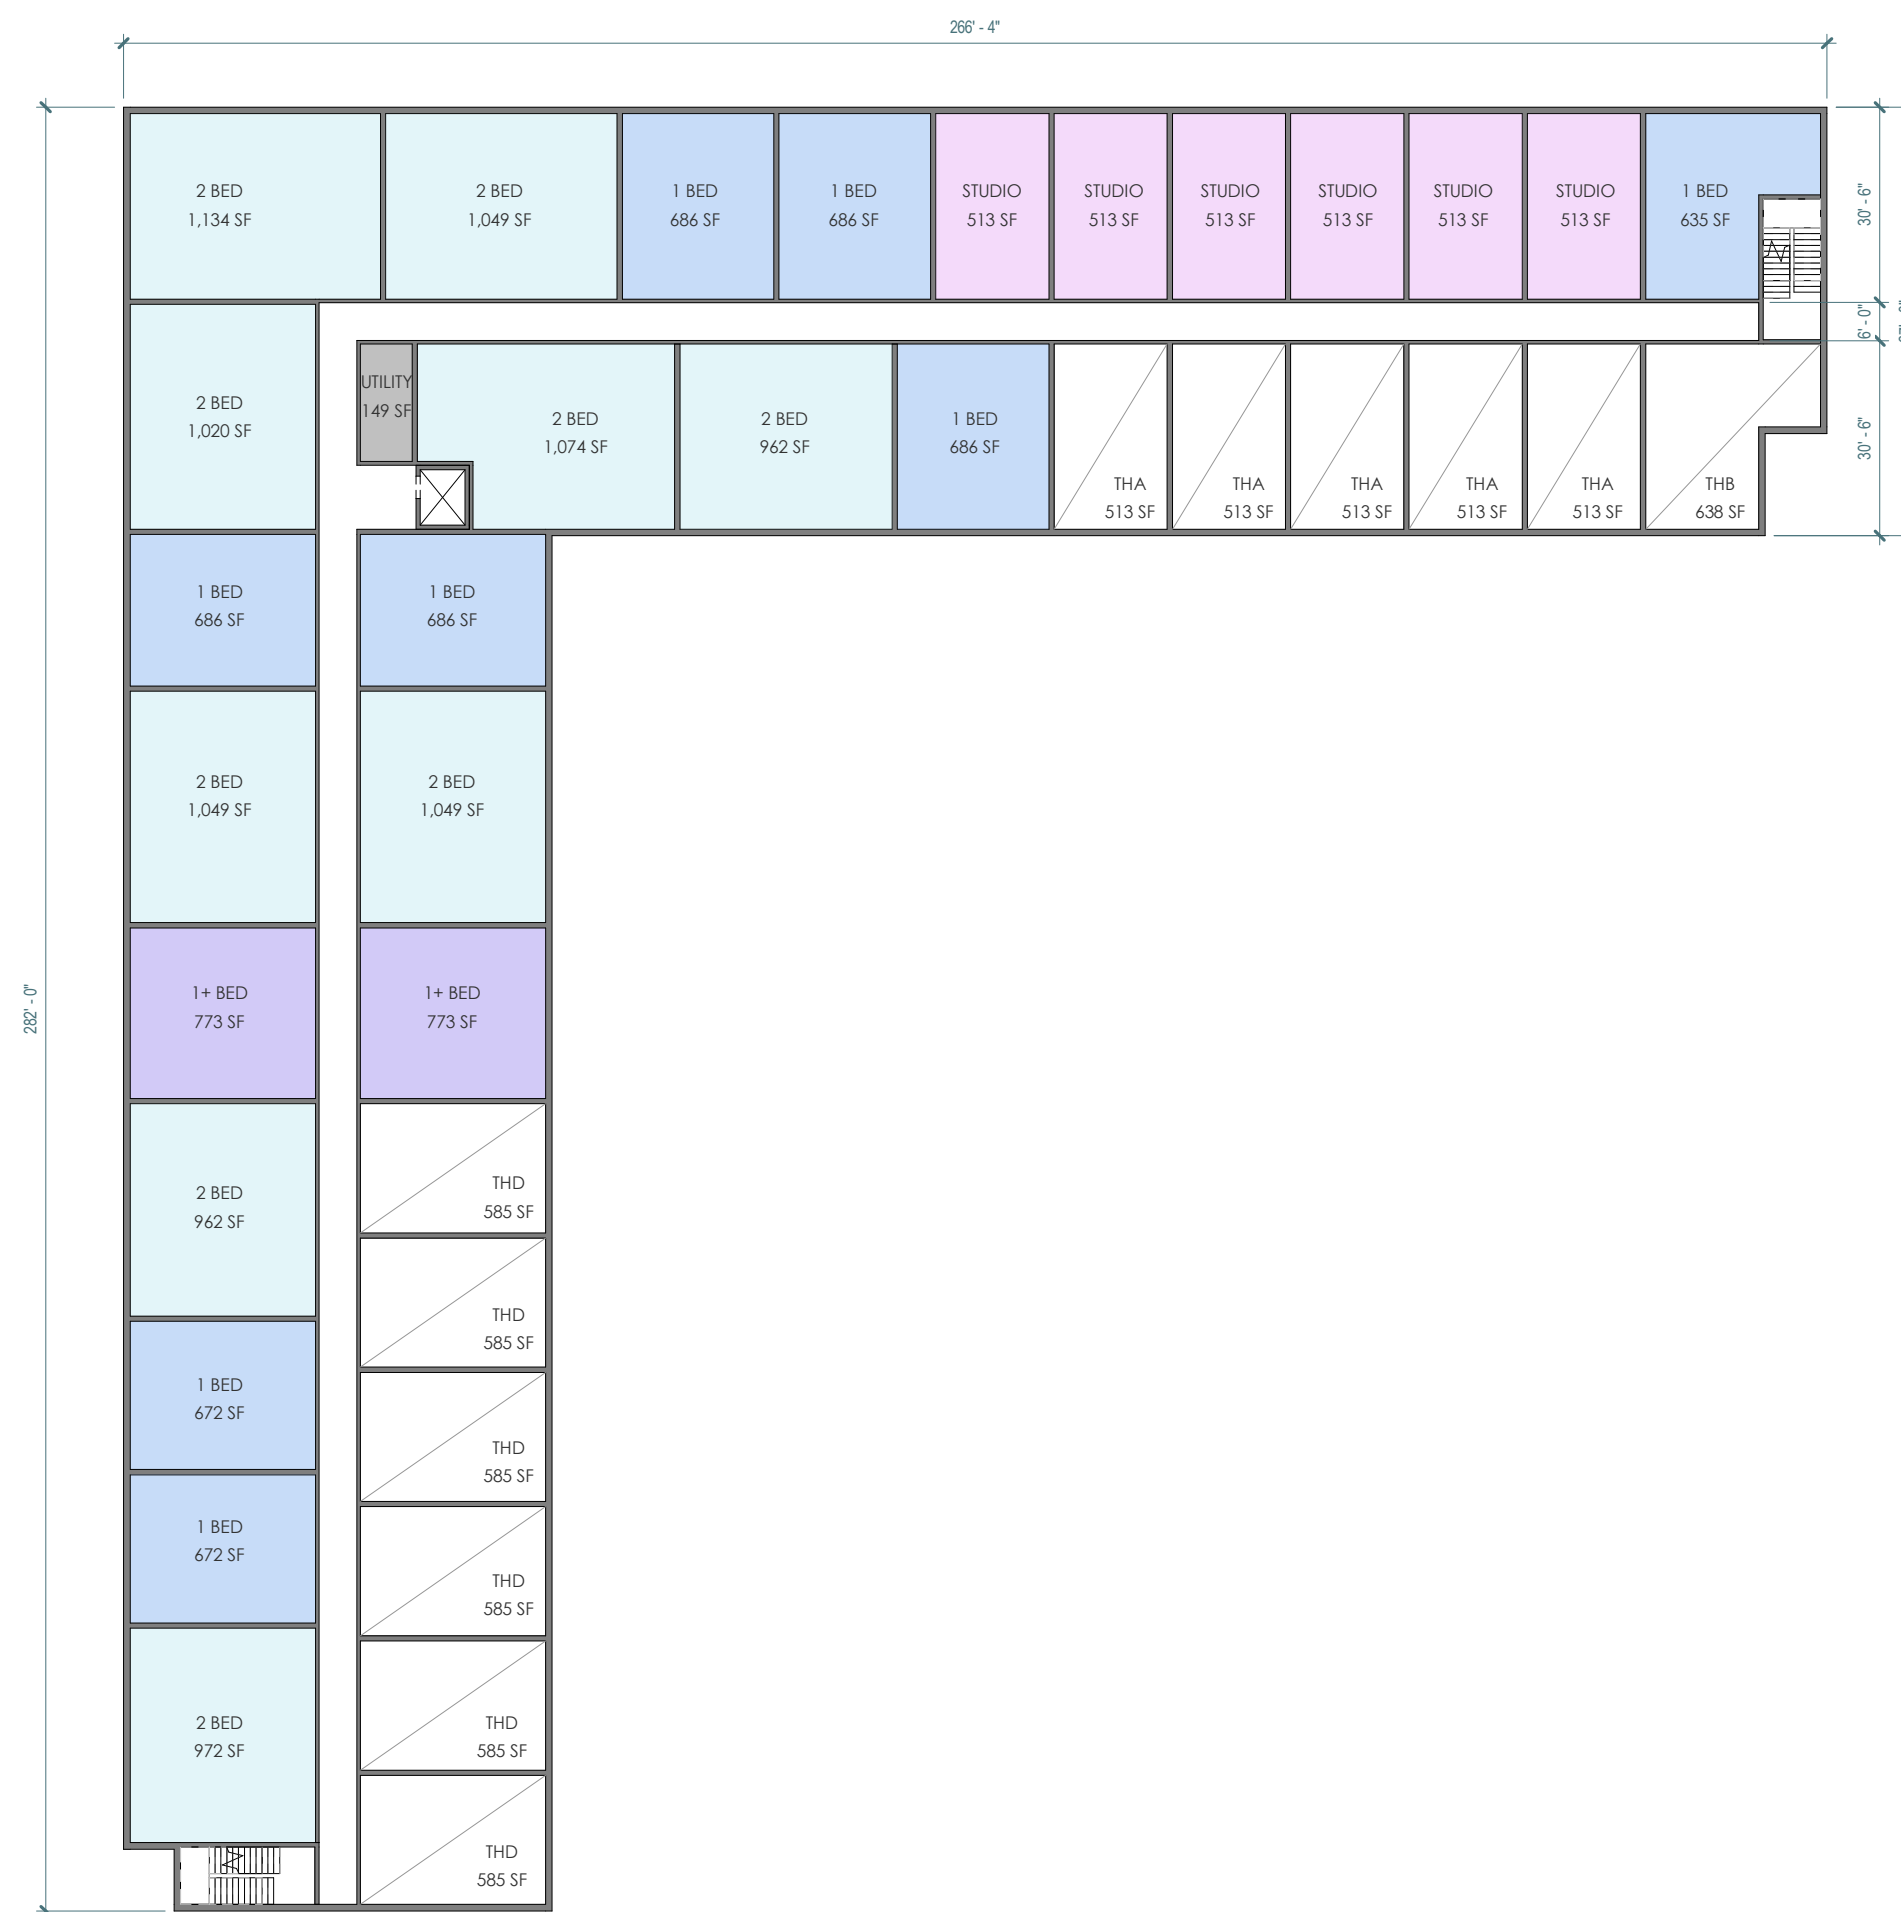 266' - 4"
2 BED
1,134 SF
2 BED
1,049 SF
1 BED
686 SF
1 BED
686 SF
STUDIO
513 SF
STUDIO
513 SF
STUDIO
513 SF
STUDIO
513 SF
STUDIO
513 SF
STUDIO
513 SF
1 BED
635 SF
30' - 6"
6' - 0"
30' - 6"
2 BED
1,020 SF
UTILITY
149 SF
2 BED
1,074 SF
2 BED
962 SF
1 BED
686 SF
THA
513 SF
THA
513 SF
THA
513 SF
THA
513 SF
THA
513 SF
THB
638 SF
1 BED
686 SF
1 BED
686 SF
2 BED
1,049 SF
2 BED
1,049 SF
282' - 0"
1+ BED
773 SF
1+ BED
773 SF
2 BED
962 SF
THD
585 SF
THD
585 SF
1 BED
672 SF
THD
585 SF
1 BED
672 SF
THD
585 SF
2 BED
972 SF
THD
585 SF
THD
585 SF